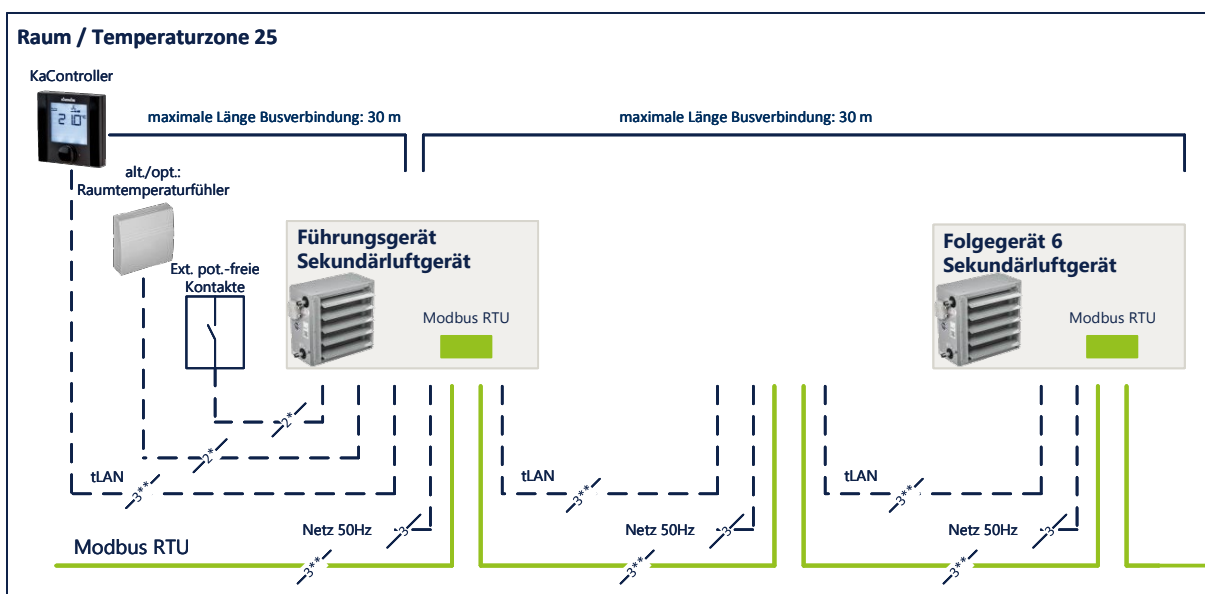 Raum / Temperaturzone 25
KaController
maximale Länge Busverbindung: 30 m
maximale Länge Busverbindung: 30 m
alt./opt.:
Raumtemperaturfühler
Ext. pot.-freie
Kontakte
Führungsgerät
Sekundärluftgerät
Modbus RTU
Folgegerät 6
Sekundärluftgerät
Modbus RTU
2*
2*
tLAN
3**
tLAN
3**
tLAN
3**
Netz 50Hz
3
Netz 50Hz
3
Netz 50Hz
3
Modbus RTU
3**
3**
3**